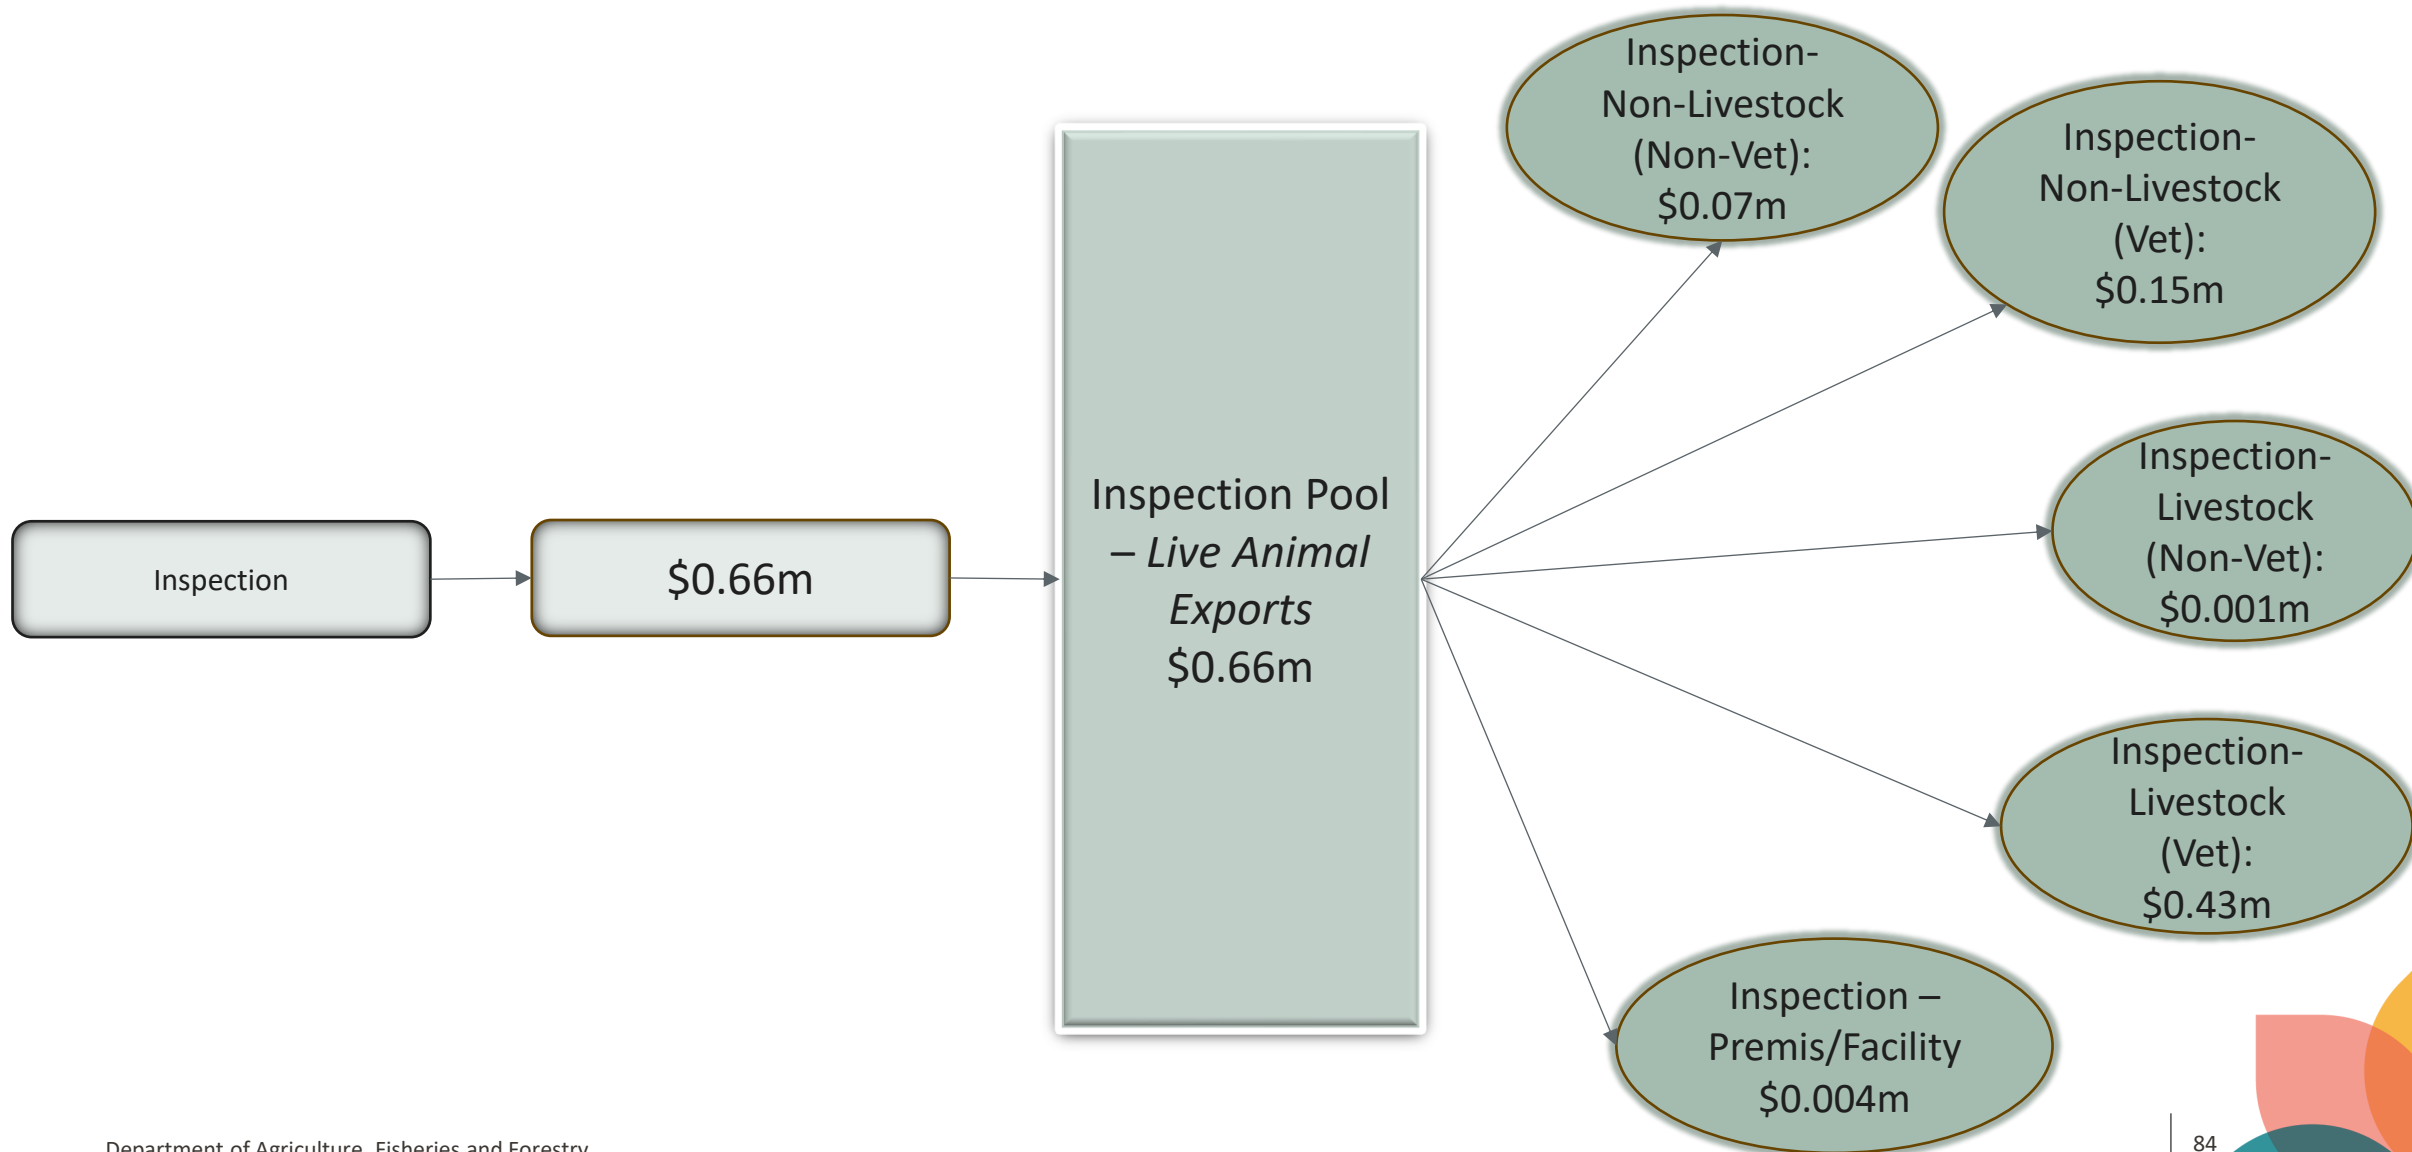 Inspection
$0.66m
Inspection Pool
– Live Animal
Exports
$0.66m
Inspection-
Non-Livestock
(Non-Vet):
$0.07m
Inspection-
Non-Livestock
(Vet):
$0.15m
Inspection-
Livestock
(Non-Vet):
$0.001m
Inspection-
Livestock
(Vet):
$0.43m
Inspection –
Premis/Facility
$0.004m
Department of Agriculture, Fisheries and Forestry
84